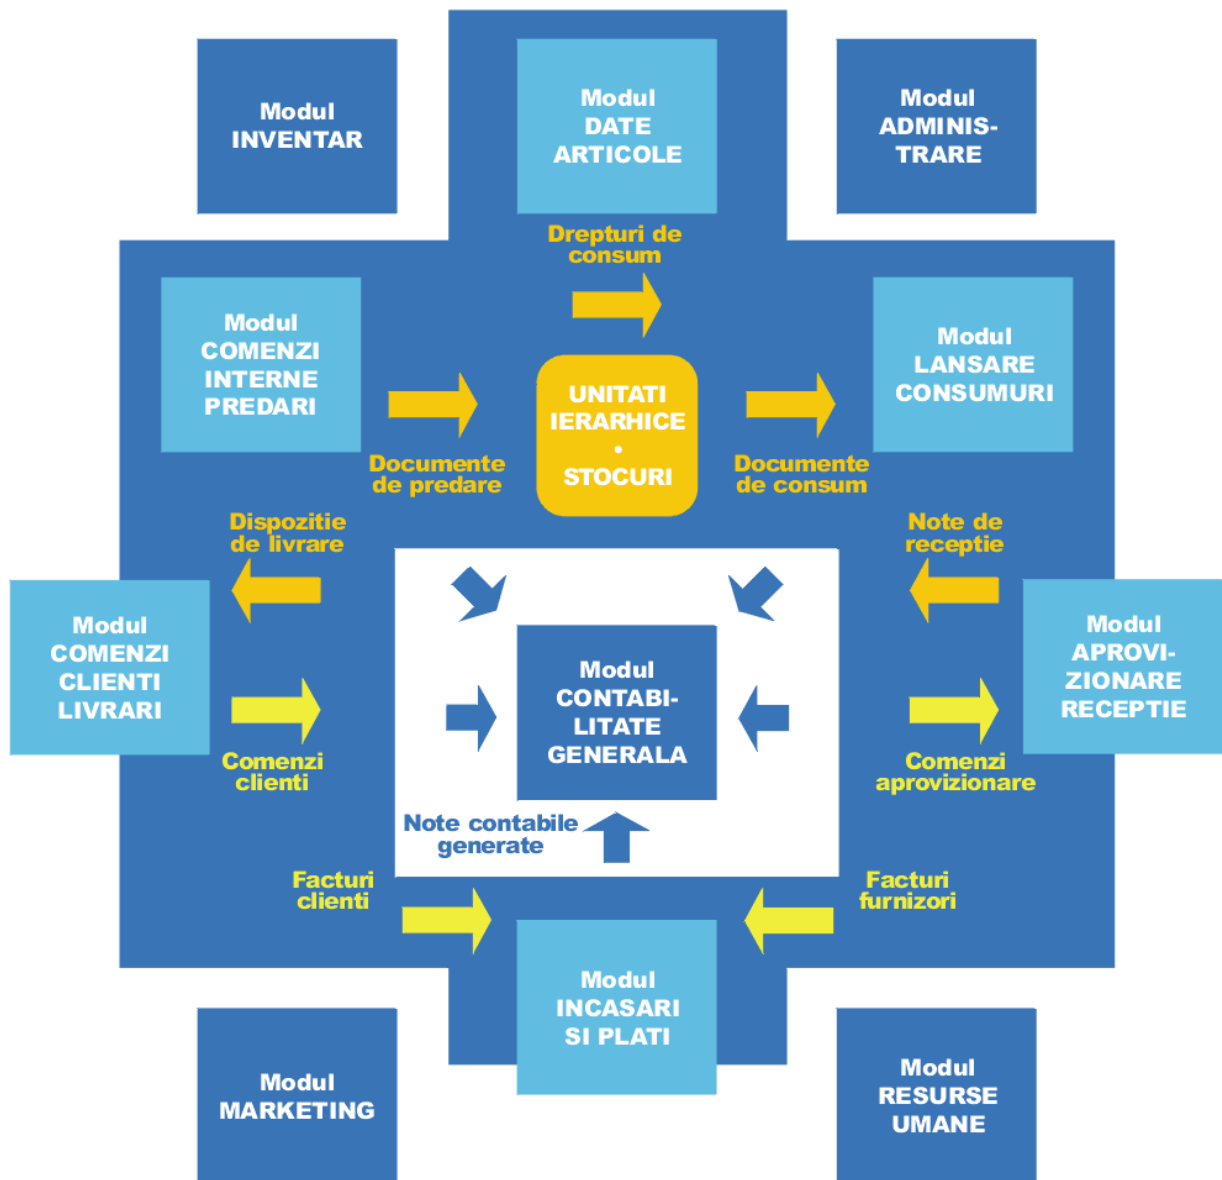 Modul
INVENTAR
Modul
DATE
ARTICOLE
Modul
ADMINIS-
TRARE
Drepturi de
consum
Modul
COMENZI
INTERNE
PREDARI
Modul
LANSARE
CONSUMURI
UNITATI
IERARHICE
•
STOCURI
Documente
de predare
Documente
de consum
Dispozitie
de livrare
Note de
receptie
Modul
COMENZI
CLIENTI
LIVRARI
Modul
CONTABI-
LITATE
GENERALA
Modul
APROVI-
ZIONARE
RECEPTIE
Comenzi
clienti
Comenzi
aprovizionare
Note contabile
generate
Facturi
clienti
Facturi
furnizori
Modul
INCASARI
SI PLATI
Modul
MARKETING
Modul
RESURSE
UMANE